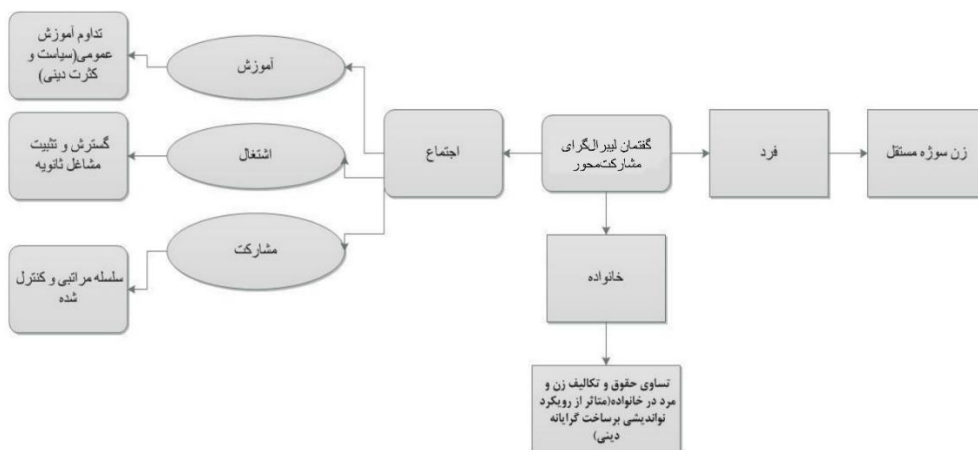 تداوم آموزش
عمومی(سیاست و
کثرت دینی)
آموزش
گسترش و تثبیت
مشاغل ثانویه
اشتغال
سلسله مراتبی و کنترل
شده
مشارکت
اجتماع
گفتمان لیبرال‌گرای
مشارکت‌محور
فرد
زن سوژه مستقل
خانواده
تساوی حقوق و تکالیف زن و
مرد در خانواده(متاثر از رویکرد
نواندیشی برساخت گرایانه
دینی)